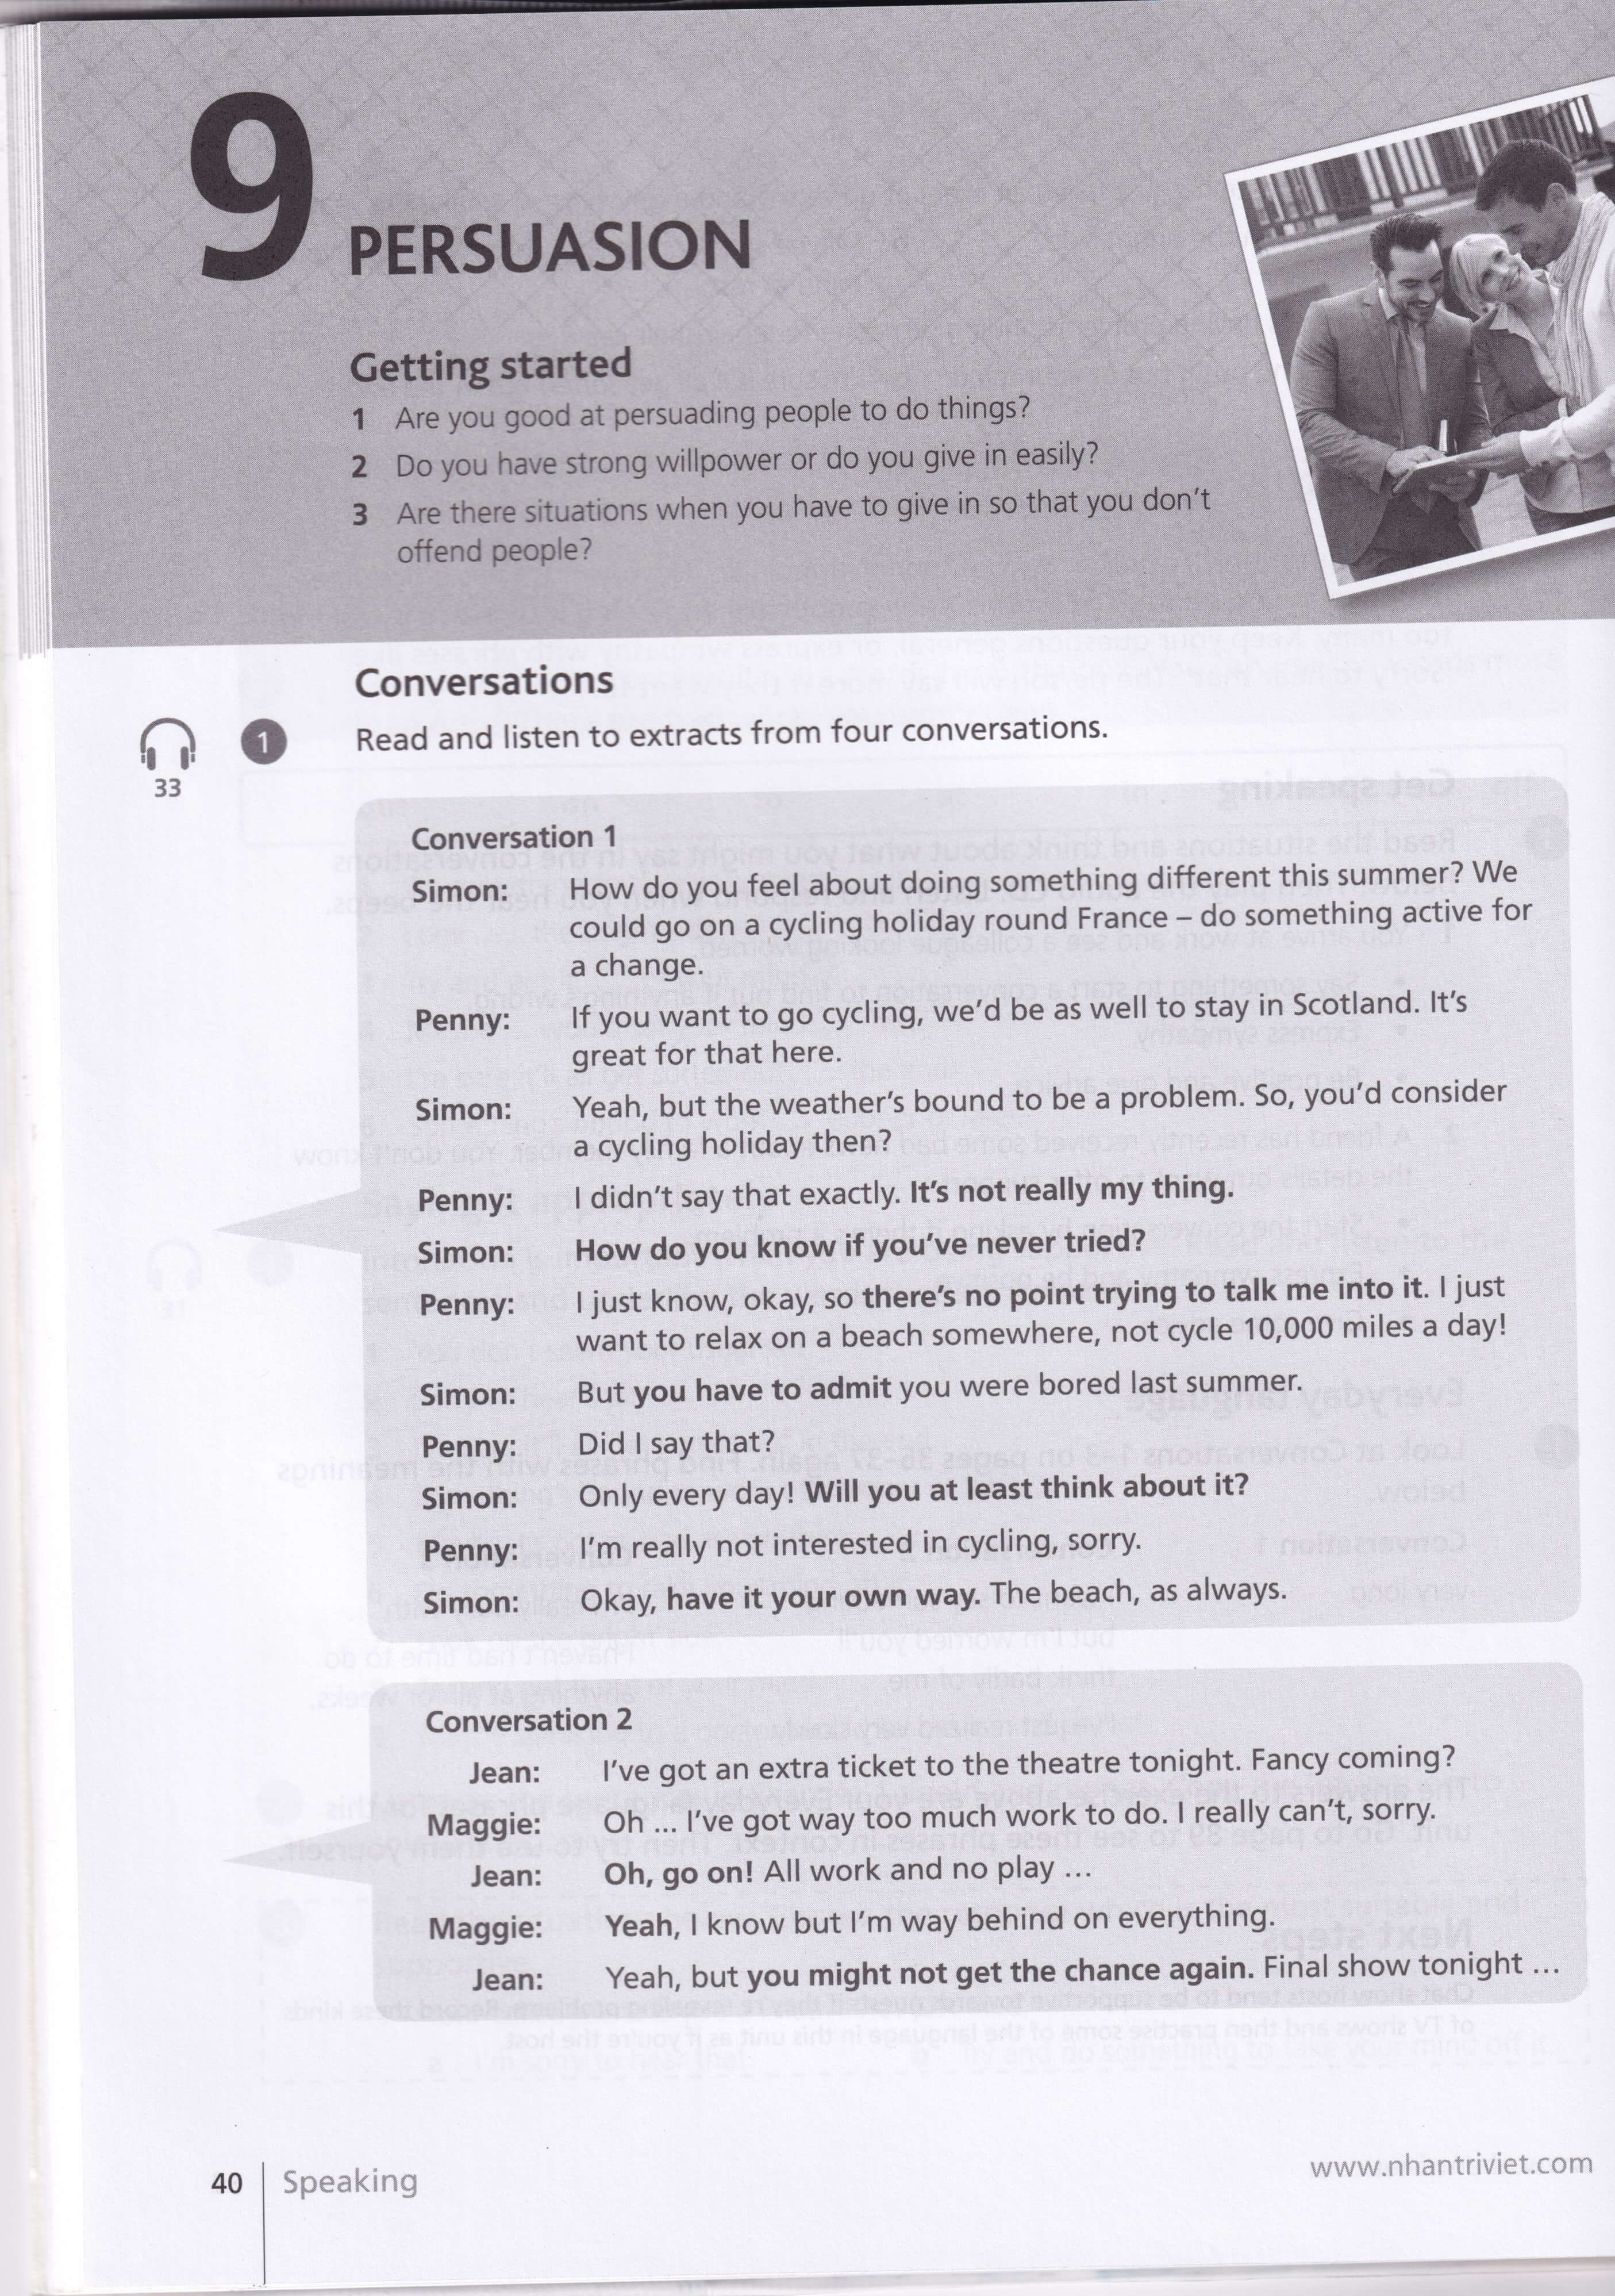 9
PERSUASION
Getting started
1 Are you good at persuading people to do things?
2 Do you have strong willpower or do you give in easily?
3 Are there situations when you have to give in so that you don't
offend people?
Conversations
33
1
Read and listen to extracts from four conversations.
Conversation 1
Simon: How do you feel about doing something different this summer? We
could go on a cycling holiday round France – do something active for
a change.
Penny: If you want to go cycling, we'd be as well to stay in Scotland. It's
great for that here.
Simon: Yeah, but the weather's bound to be a problem. So, you'd consider
a cycling holiday then?
Penny: I didn't say that exactly. It's not really my thing.
Simon: How do you know if you've never tried?
Penny: I just know, okay, so there's no point trying to talk me into it. I just
want to relax on a beach somewhere, not cycle 10,000 miles a day!
Simon: But you have to admit you were bored last summer.
Penny: Did I say that?
Simon: Only every day! Will you at least think about it?
Penny: I'm really not interested in cycling, sorry.
Simon: Okay, have it your own way. The beach, as always.
Conversation 2
Jean: I've got an extra ticket to the theatre tonight. Fancy coming?
Maggie: Oh ... I've got way too much work to do. I really can't, sorry.
Jean: Oh, go on! All work and no play ...
Maggie: Yeah, I know but I'm way behind on everything.
Jean: Yeah, but you might not get the chance again. Final show tonight ...
40 Speaking
www.nhantriviet.com